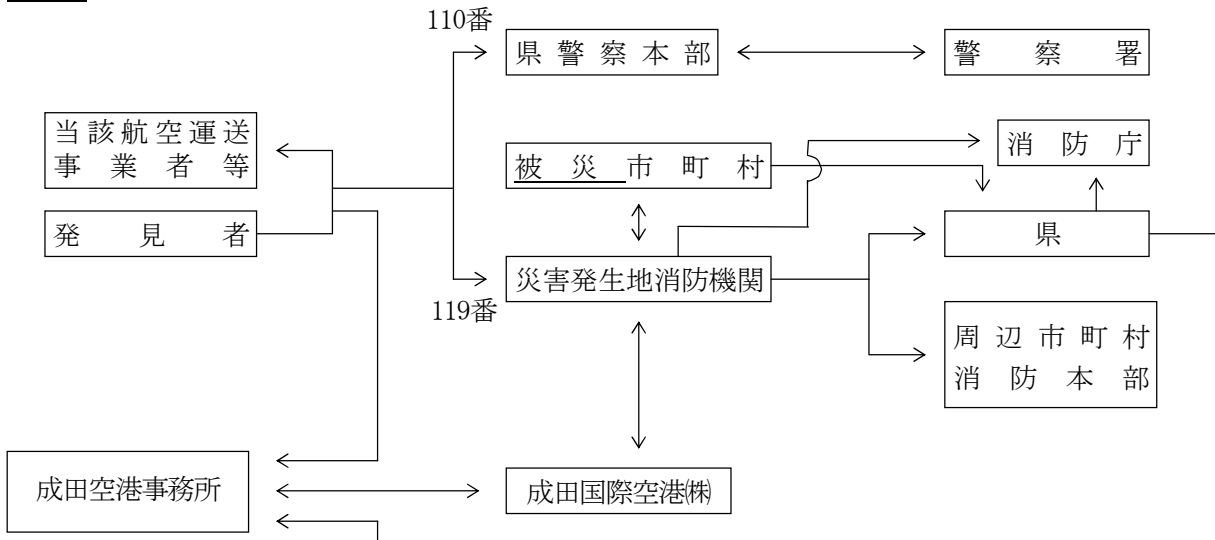 110番
県警察本部
警察署
当該航空運送
事業者等
消防庁
被災市町村
発見者
県
災害発生地消防機関
119番
周辺市町村
消防本部
成田空港事務所
成田国際空港㈱